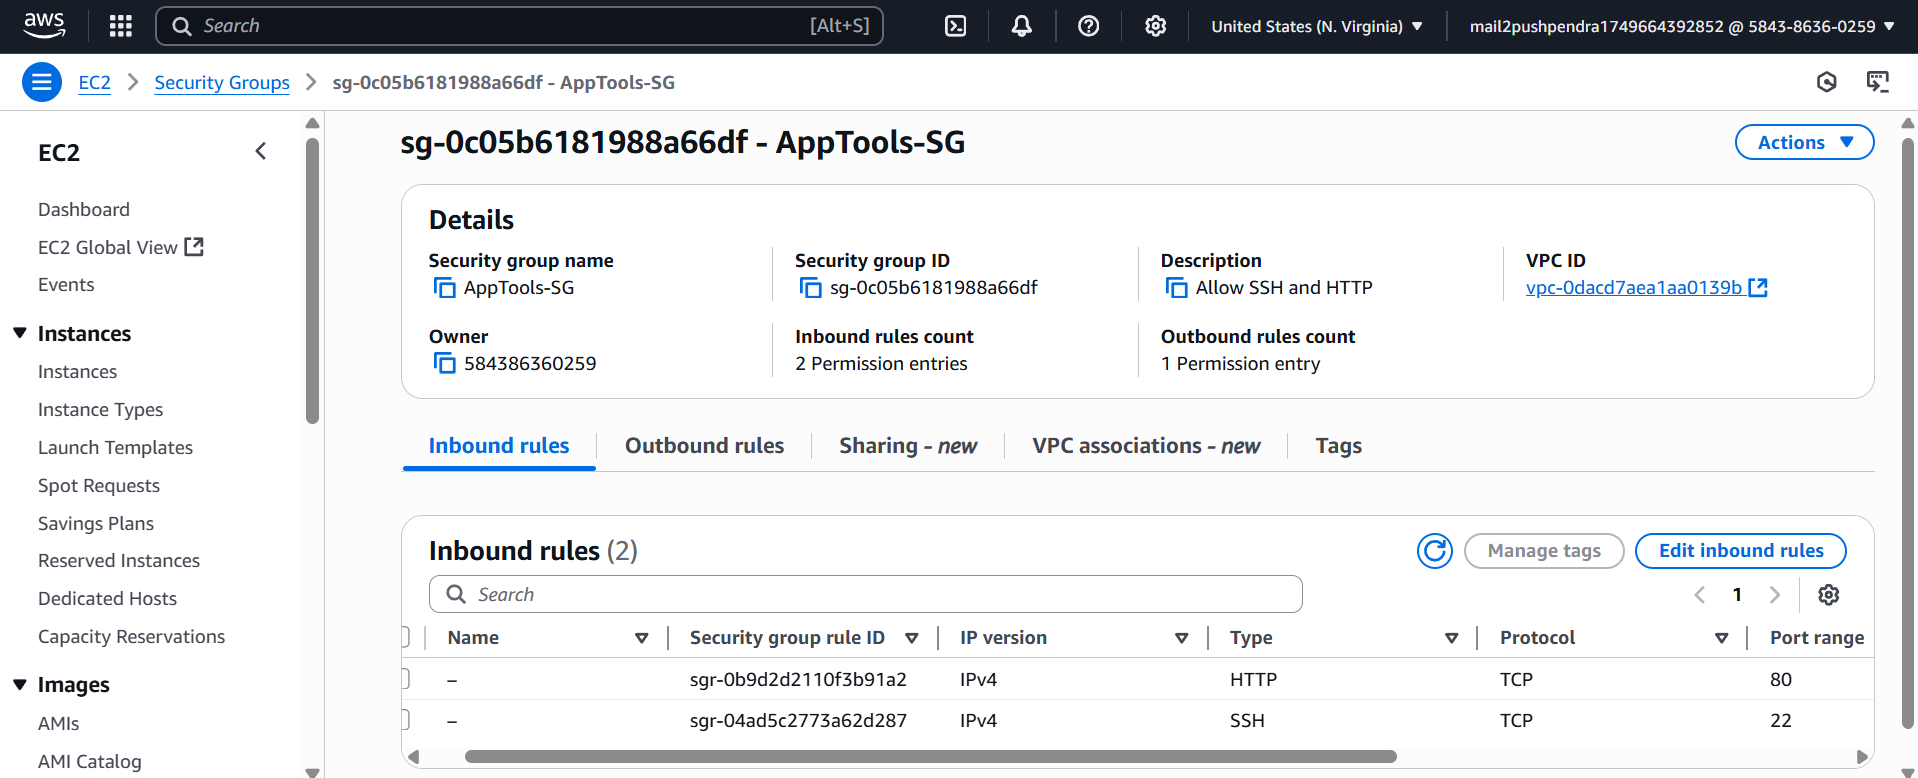 aws
Search [Alt+S]
United States (N. Virginia)
mail2pushpendra1749664392852 @ 5843-8636-0259
EC2 > Security Groups > sg-0c05b6181988a66df - AppTools-SG
EC2
Dashboard
EC2 Global View
Events
Instances
Instances
Instance Types
Launch Templates
Spot Requests
Savings Plans
Reserved Instances
Dedicated Hosts
Capacity Reservations
Images
AMIs
AMI Catalog
sg-0c05b6181988a66df - AppTools-SG
Actions
Details
Security group name
AppTools-SG
Security group ID
sg-0c05b6181988a66df
Description
Allow SSH and HTTP
VPC ID
vpc-0dacd7aea1aa0139b
Owner
584386360259
Inbound rules count
2 Permission entries
Outbound rules count
1 Permission entry
Inbound rules Outbound rules Sharing - new VPC associations - new Tags
Inbound rules (2)
Manage tags
Edit inbound rules
Search
1
Name Security group rule ID IP version Type Protocol Port range
– sgr-0b9d2d2110f3b91a2 IPv4 HTTP TCP 80
– sgr-04ad5c2773a62d287 IPv4 SSH TCP 22